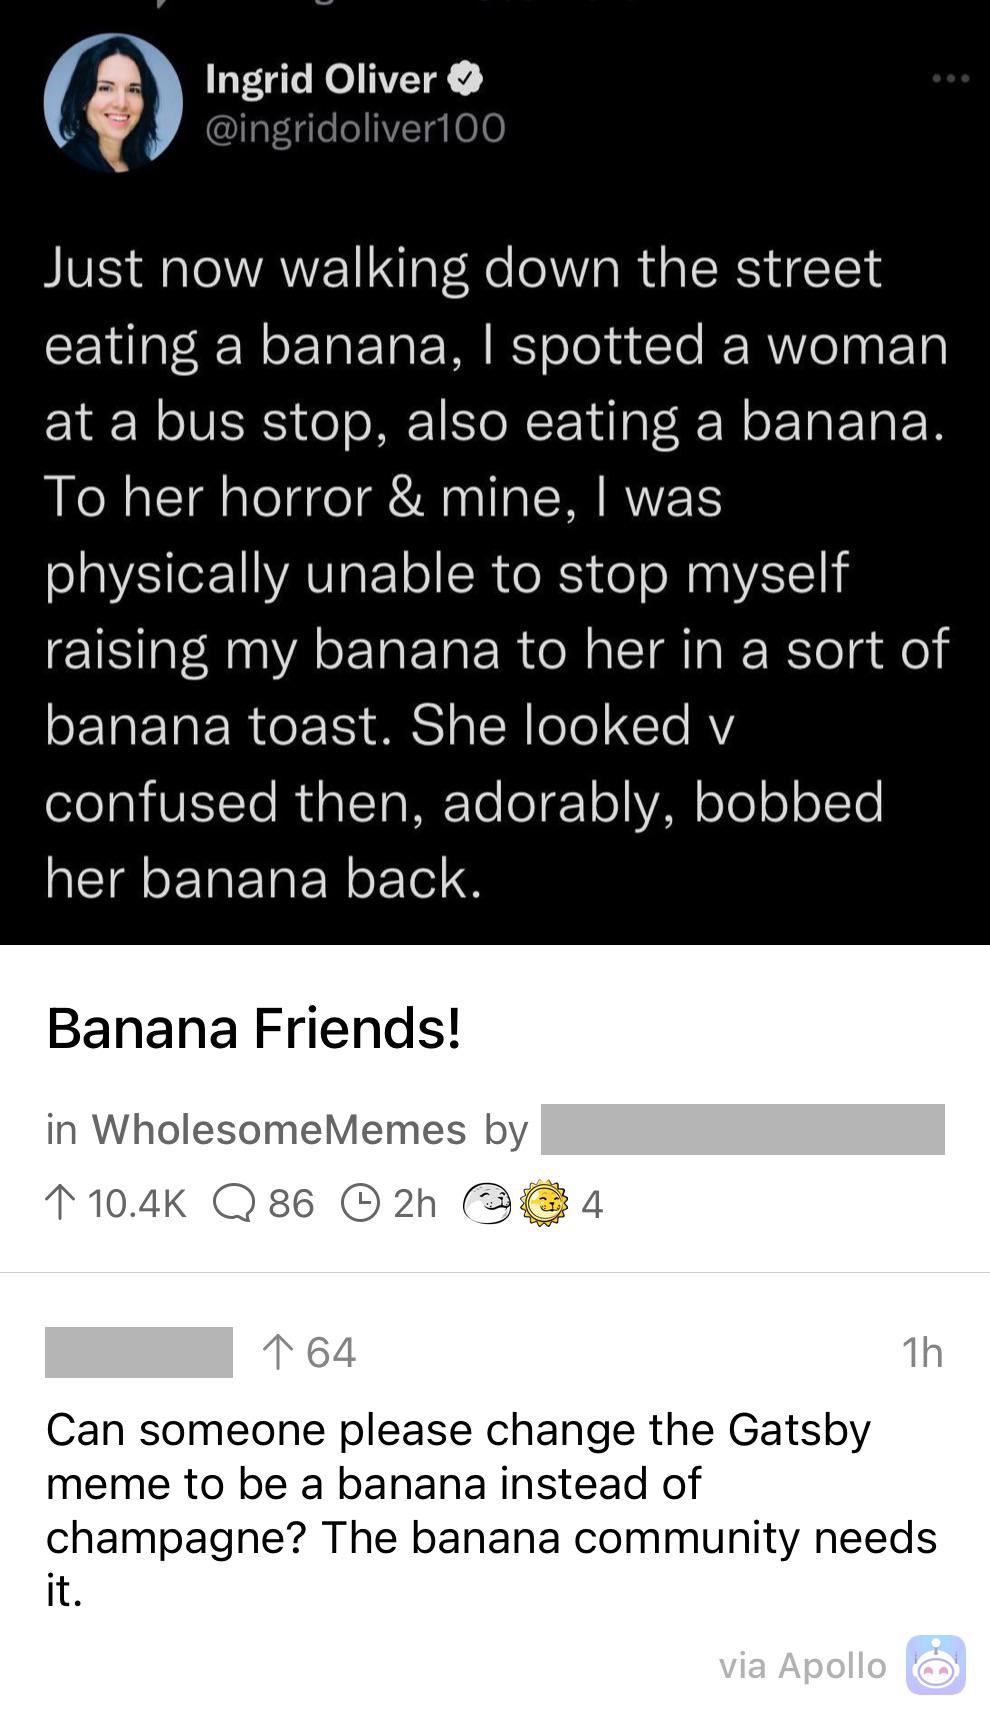 Ingrid Oliver
@ingridoliver100
Just now walking down the street
eating a banana, I spotted a woman
at a bus stop, also eating a banana.
To her horror & mine, I was
physically unable to stop myself
raising my banana to her in a sort of
banana toast. She looked v
confused then, adorably, bobbed
her banana back.
Banana Friends!
in WholesomeMemes by
10.4K 86 2h 4
64 1h
Can someone please change the Gatsby
meme to be a banana instead of
champagne? The banana community needs
it.
via Apollo